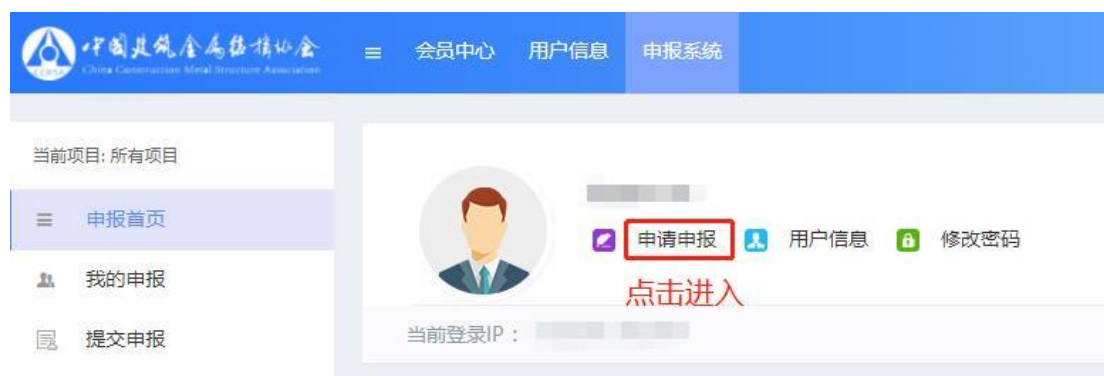 中国建筑金属结构协会
China Construction Metal Structure Association
会员中心 用户信息 申报系统
当前项目: 所有项目
申报首页
我的申报
提交申报
申请申报 用户信息 修改密码
点击进入
当前登录IP：